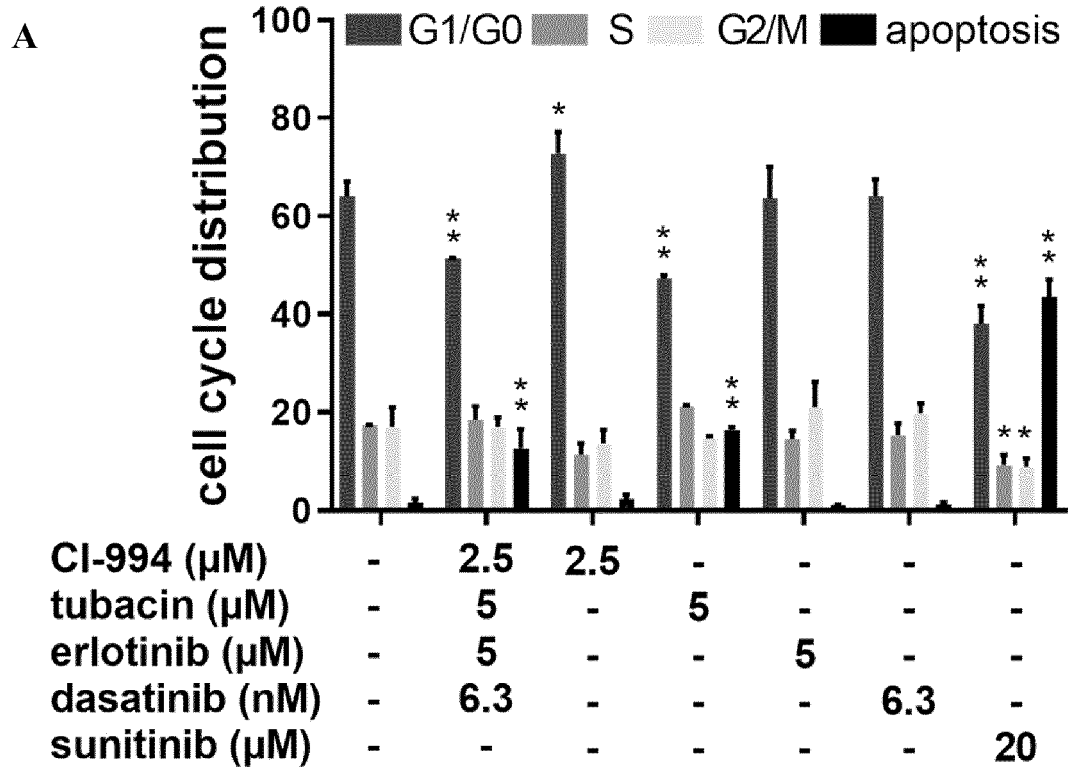 A
cell cycle distribution
100
80
60
40
20
0
G1/G0 S G2/M apoptosis
* * * * * * * * * * * * * * *
CI-994 (µM) - 2.5 2.5 - - - -
tubacin (µM) - 5 - 5 - - -
erlotinib (µM) - 5 - - 5 - -
dasatinib (nM) - 6.3 - - - 6.3 -
sunitinib (µM) - - - - - - 20